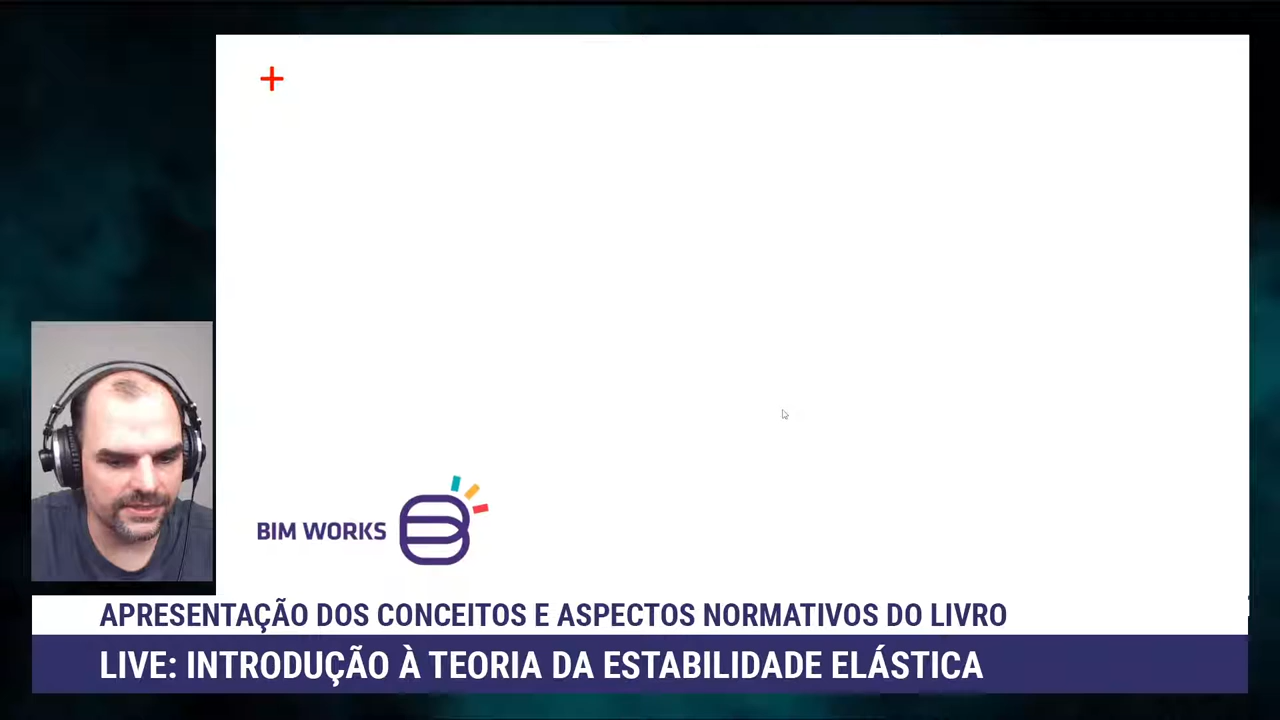 BIM WORKS
APRESENTAÇÃO DOS CONCEITOS E ASPECTOS NORMATIVOS DO LIVRO
LIVE: INTRODUÇÃO À TEORIA DA ESTABILIDADE ELÁSTICA